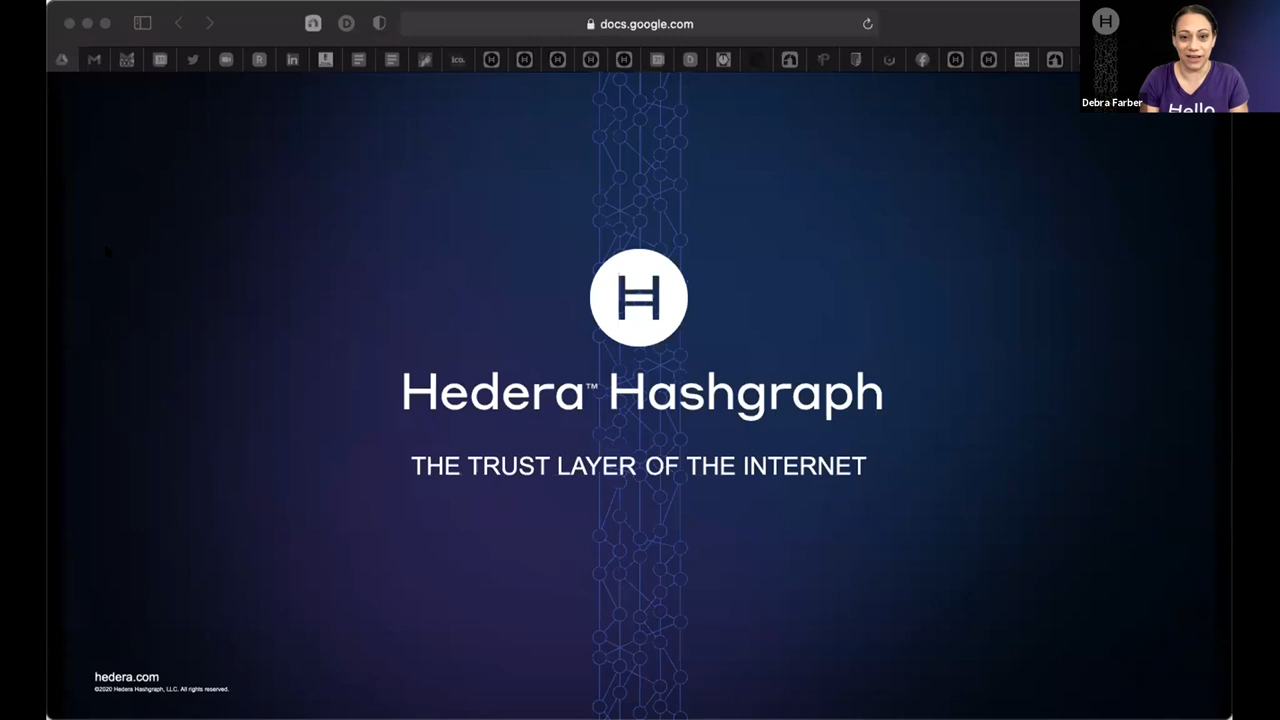 docs.google.com
ico.
Debra Farber
Hello
H
Hedera™ Hashgraph
THE TRUST LAYER OF THE INTERNET
hedera.com
©2020 Hedera Hashgraph, LLC. All rights reserved.